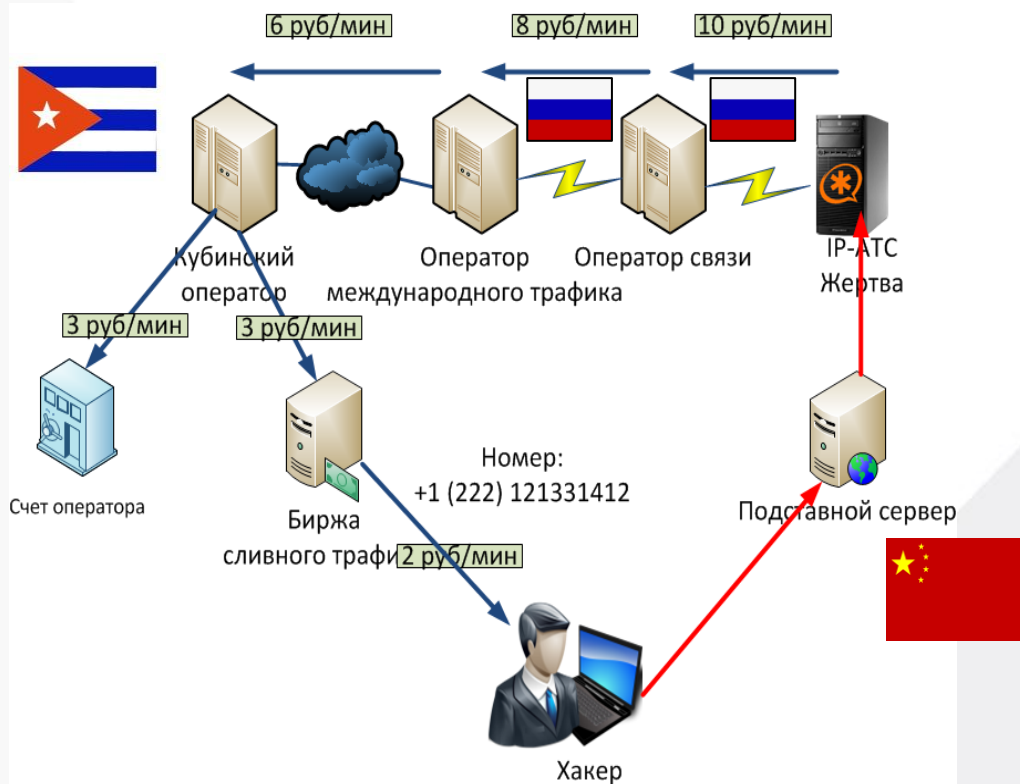 6 руб/мин
8 руб/мин
10 руб/мин
Кубинский
оператор
Оператор
международного трафика
Оператор связи
IP-АТС
Жертва
3 руб/мин
3 руб/мин
Счет оператора
Номер:
+1 (222) 121331412
Биржа
сливного трафи
2 руб/мин
Подставной сервер
Хакер